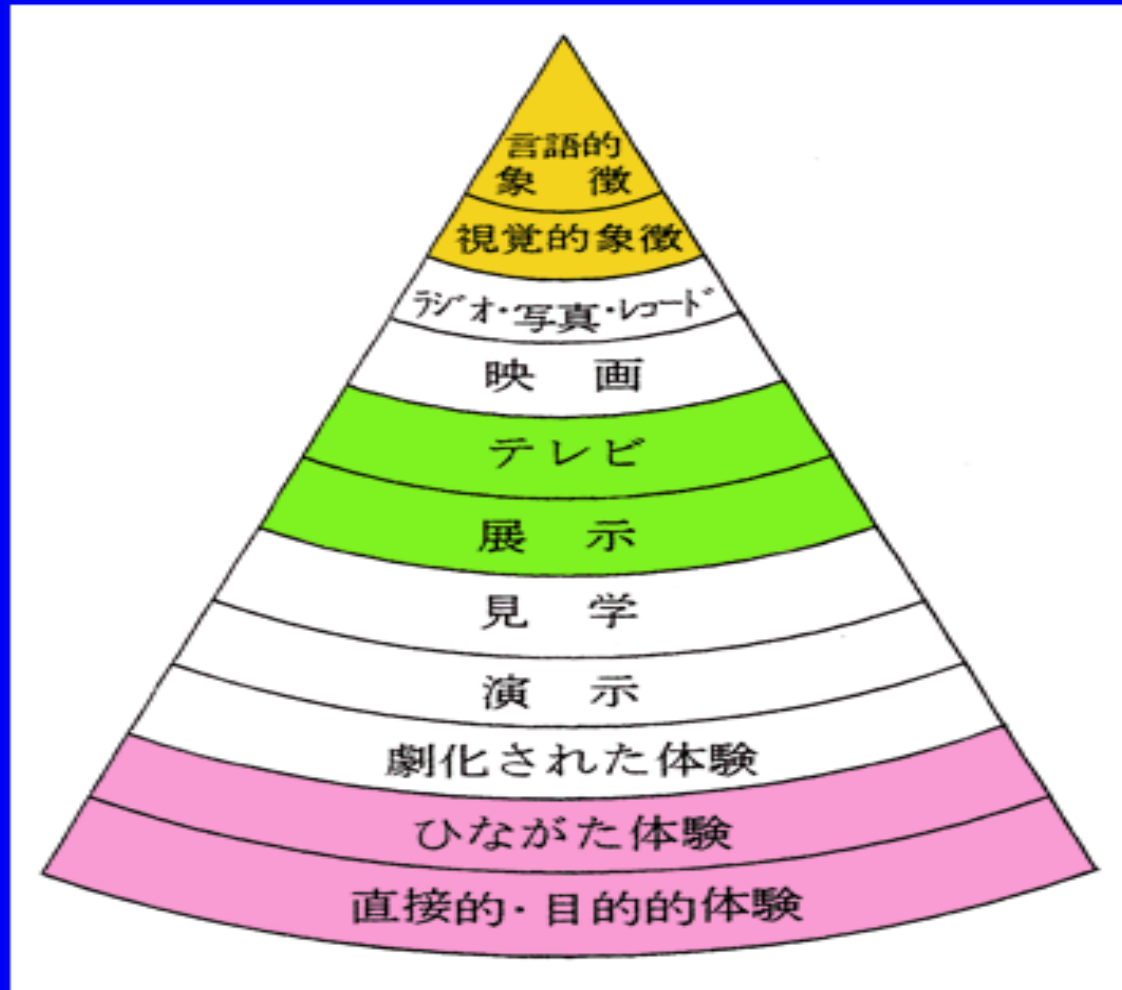 言語的
象徴
視覚的象徴
ラジオ・写真・レコード
映画
テレビ
展示
見学
演示
劇化された体験
ひながた体験
直接的・目的的体験